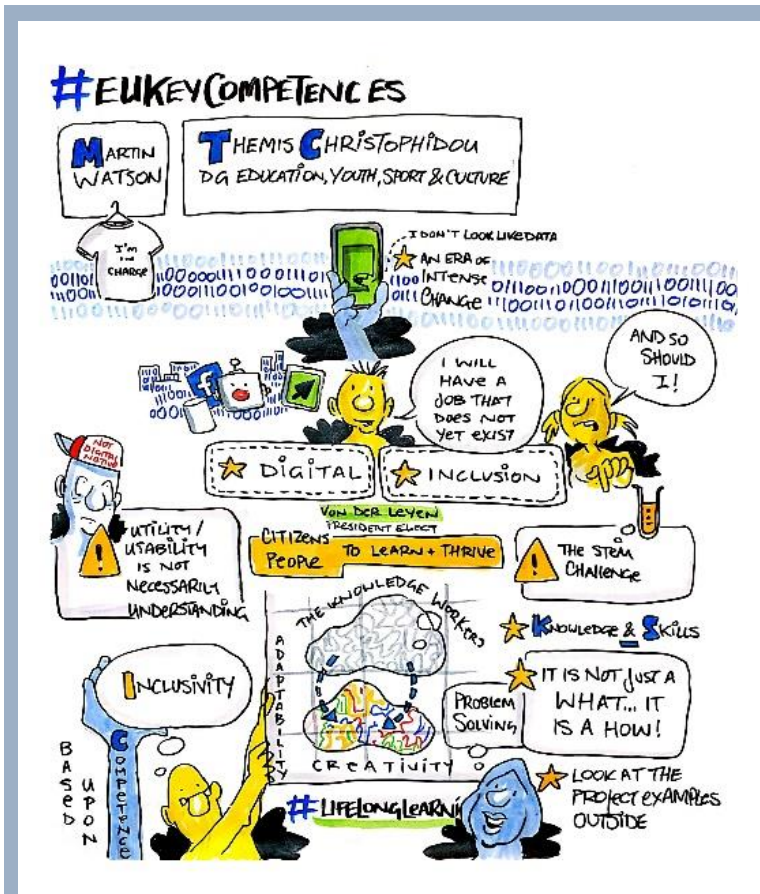 #EUKEYCOMPETENCES
MARTIN
WATSON
THEMIS CHRISTOPHIDOU
DG EDUCATION, YOUTH, SPORT & CULTURE
I'm
in
CHARGE
I DON'T LOOK LIKE DATA
AN ERA OF
INTENSE
CHANGE
I WILL
HAVE A
JOB THAT
DOES NOT
YET EXIST
AND SO
SHOULD
I!
NOT
DIGITAL
NATIVE
DIGITAL
INCLUSION
VON DER LEYEN
PRESIDENT ELECT
CITIZENS
PEOPLE
TO LEARN + THRIVE
UTILITY/
USABILITY
IS NOT
NECESSARILY
UNDERSTANDING
THE STEM
CHALLENGE
THE KNOWLEDGE WORKERS
ADAPTABILITY
CREATIVITY
KNOWLEDGE & SKILLS
INCLUSIVITY
PROBLEM
SOLVING
IT IS NOT JUST A
WHAT... IT
IS A HOW!
BASED
UPON
COMPETENCE
#LIFELONGLEARNI
LOOK AT THE
PROJECT EXAMPLES
OUTSIDE